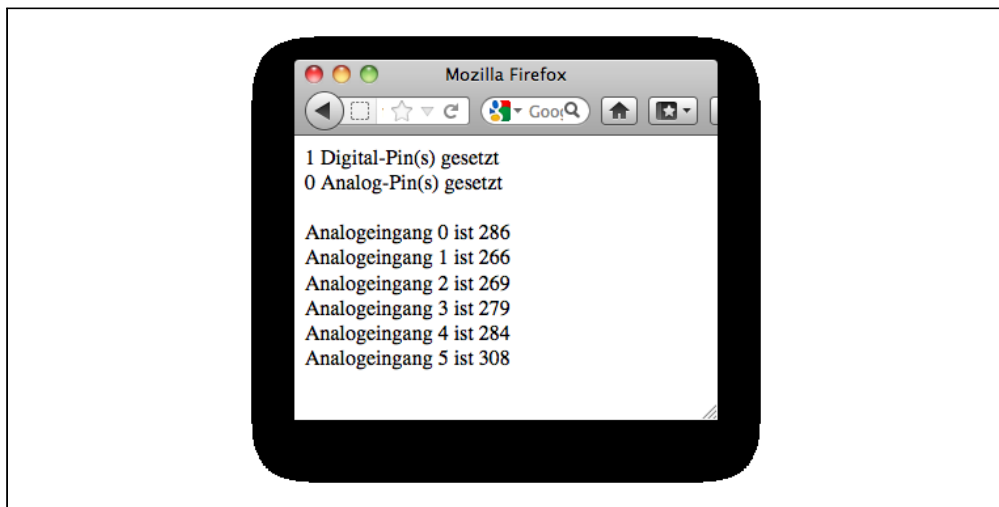 Mozilla Firefox
Goog
1 Digital-Pin(s) gesetzt
0 Analog-Pin(s) gesetzt
Analogeingang 0 ist 286
Analogeingang 1 ist 266
Analogeingang 2 ist 269
Analogeingang 3 ist 279
Analogeingang 4 ist 284
Analogeingang 5 ist 308